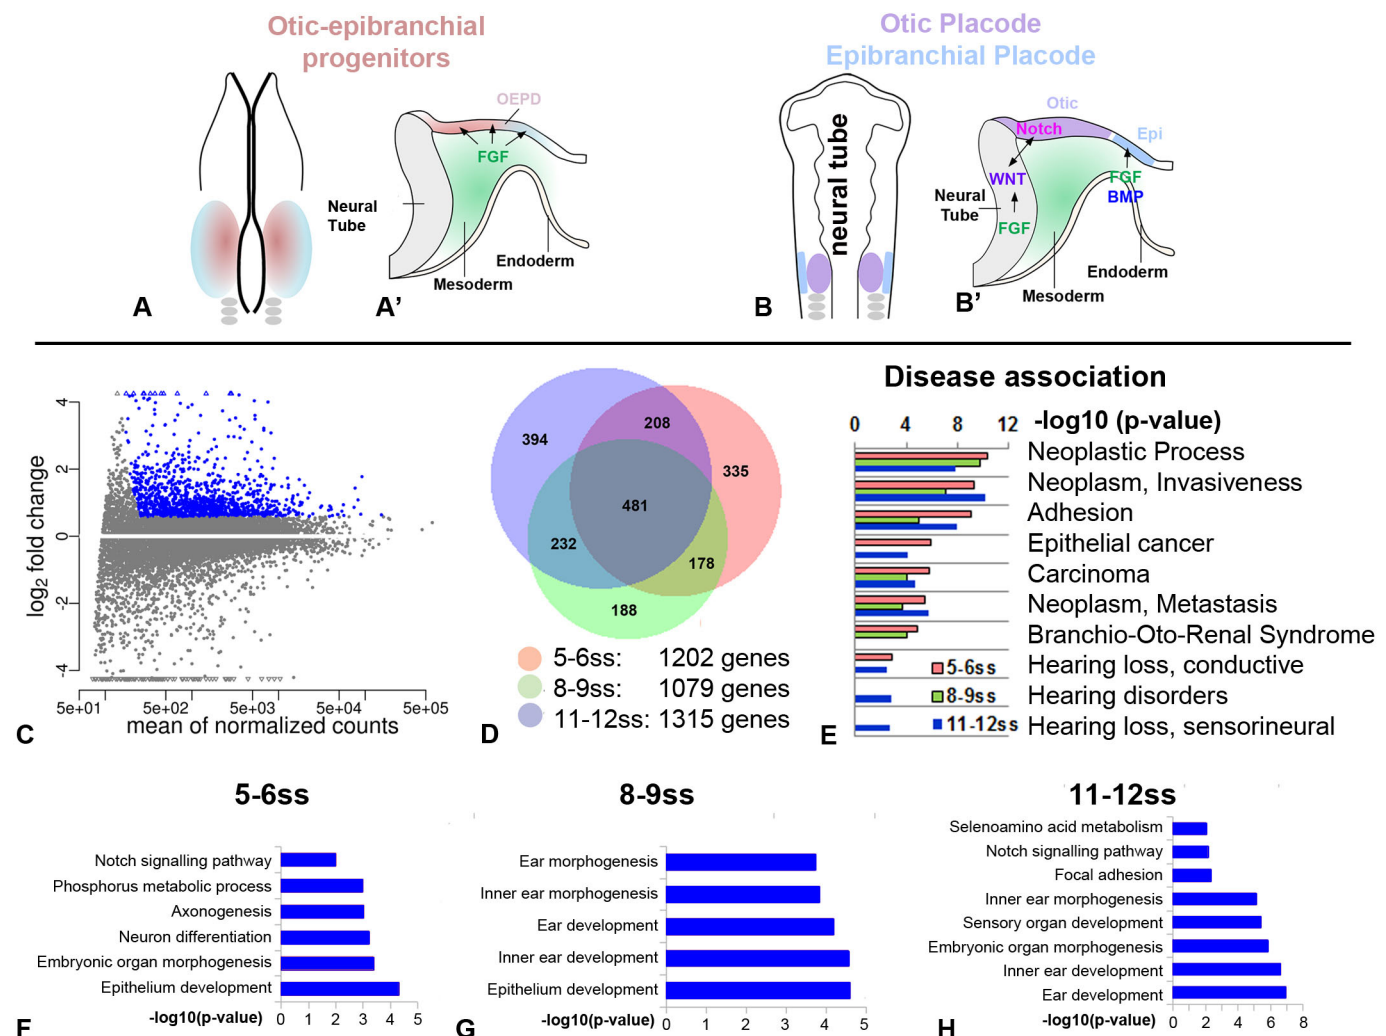 Otic-epibranchial
progenitors
OEPD
FGF
Neural
Tube
Endoderm
Mesoderm
A
A’
Otic Placode
Epibranchial Placode
neural tube
Otic
Notch
Epi
WNT
FGF
BMP
Neural
Tube
FGF
Endoderm
Mesoderm
B
B’
log2 fold change
4
2
0
-2
-4
5e+01 5e+02 5e+03 5e+04 5e+05
mean of normalized counts
C
394
208
335
481
232
178
188
5-6ss: 1202 genes
8-9ss: 1079 genes
11-12ss: 1315 genes
D
Disease association
0 4 8 12 -log10 (p-value)
Neoplastic Process
Neoplasm, Invasiveness
Adhesion
Epithelial cancer
Carcinoma
Neoplasm, Metastasis
Branchio-Oto-Renal Syndrome
Hearing loss, conductive
Hearing disorders
Hearing loss, sensorineural
5-6ss
8-9ss
11-12ss
E
5-6ss
Notch signalling pathway
Phosphorus metabolic process
Axonogenesis
Neuron differentiation
Embryonic organ morphogenesis
Epithelium development
-log10(p-value) 0 1 2 3 4 5
F
8-9ss
Ear morphogenesis
Inner ear morphogenesis
Ear development
Inner ear development
Epithelium development
-log10(p-value) 0 1 2 3 4 5
G
11-12ss
Selenoamino acid metabolism
Notch signalling pathway
Focal adhesion
Inner ear morphogenesis
Sensory organ development
Embryonic organ morphogenesis
Inner ear development
Ear development
-log10(p-value) 0 2 4 6 8
H